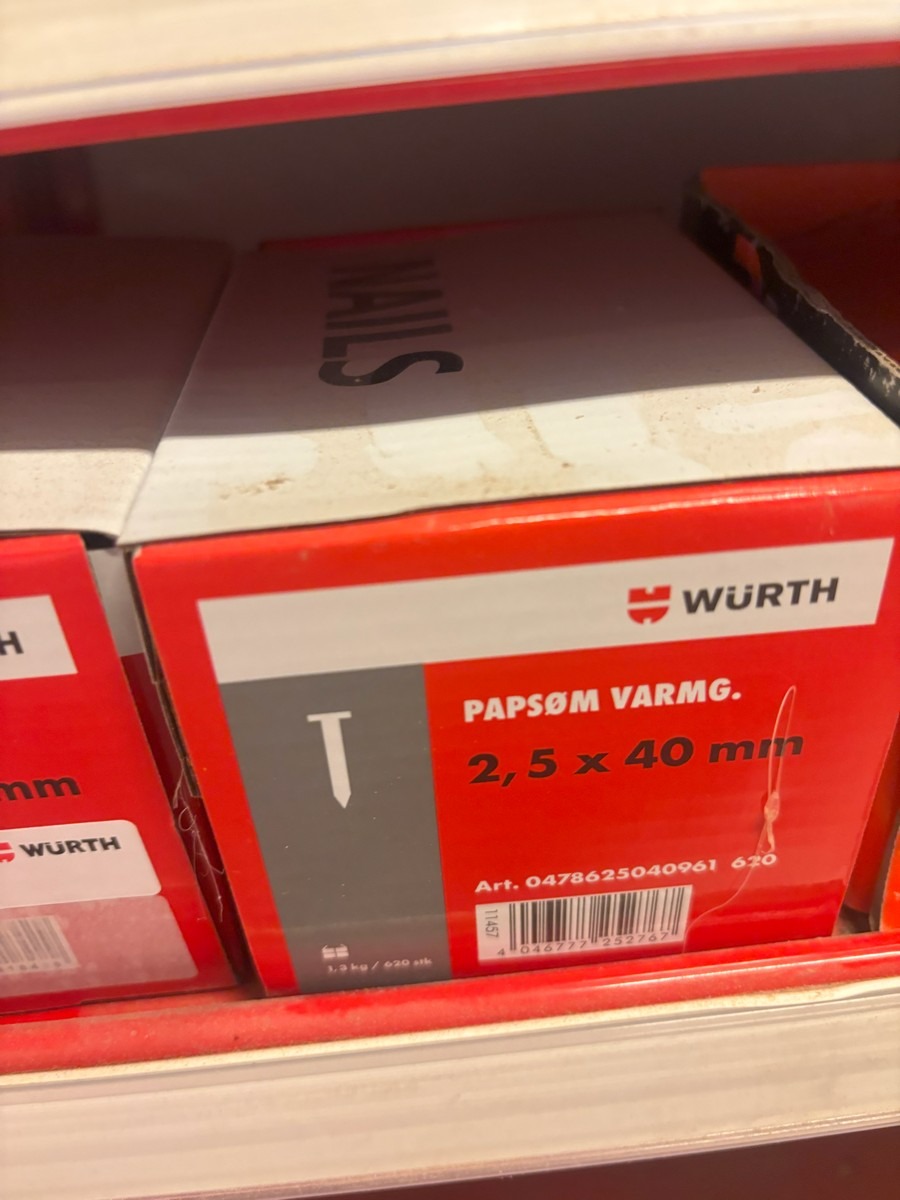 NAILS
WÜRTH
PAPSØM VARMG.
2,5 x 40 mm
Art. 0478625040961 620
11457
4 046777 252767
1,3 kg / 620 stk
H
mm
WÜRTH